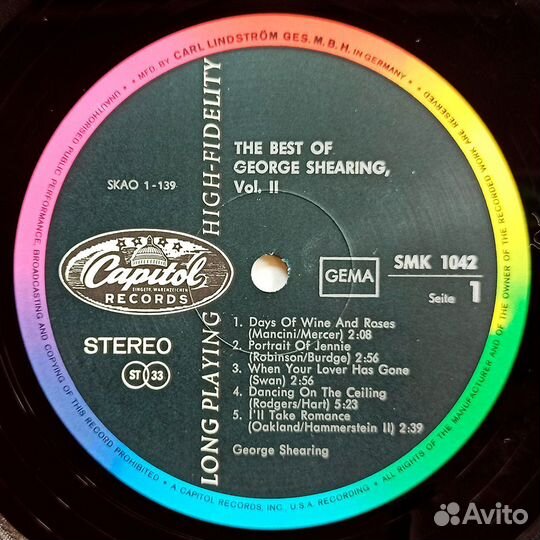 MFD. BY CARL LINDSTRÖM GES. M. B. H. IN GERMANY
UNAUTHORISED PUBLIC PERFORMANCE, BROADCASTING AND COPYING OF THIS RECORD PROHIBITED • ALL RIGHTS OF THE MANUFACTURER AND OF THE OWNER OF THE RECORDED WORK ARE RESERVED
A CAPITOL RECORDS, INC., U.S.A. RECORDING
LONG PLAYING HIGH-FIDELITY
THE BEST OF
GEORGE SHEARING,
Vol. II
SKAO 1-139
Capitol
RECORDS
EINGETR. WARENZEICHEN
GEMA
SMK 1042
Seite 1
STEREO
ST 33
1. Days Of Wine And Roses
(Mancini/Mercer) 2:08
2. Portrait Of Jennie
(Robinson/Burdge) 2:56
3. When Your Lover Has Gone
(Swan) 2:56
4. Dancing On The Ceiling
(Rodgers/Hart) 5:23
5. I'll Take Romance
(Oakland/Hammerstein II) 2:39
George Shearing
Avito